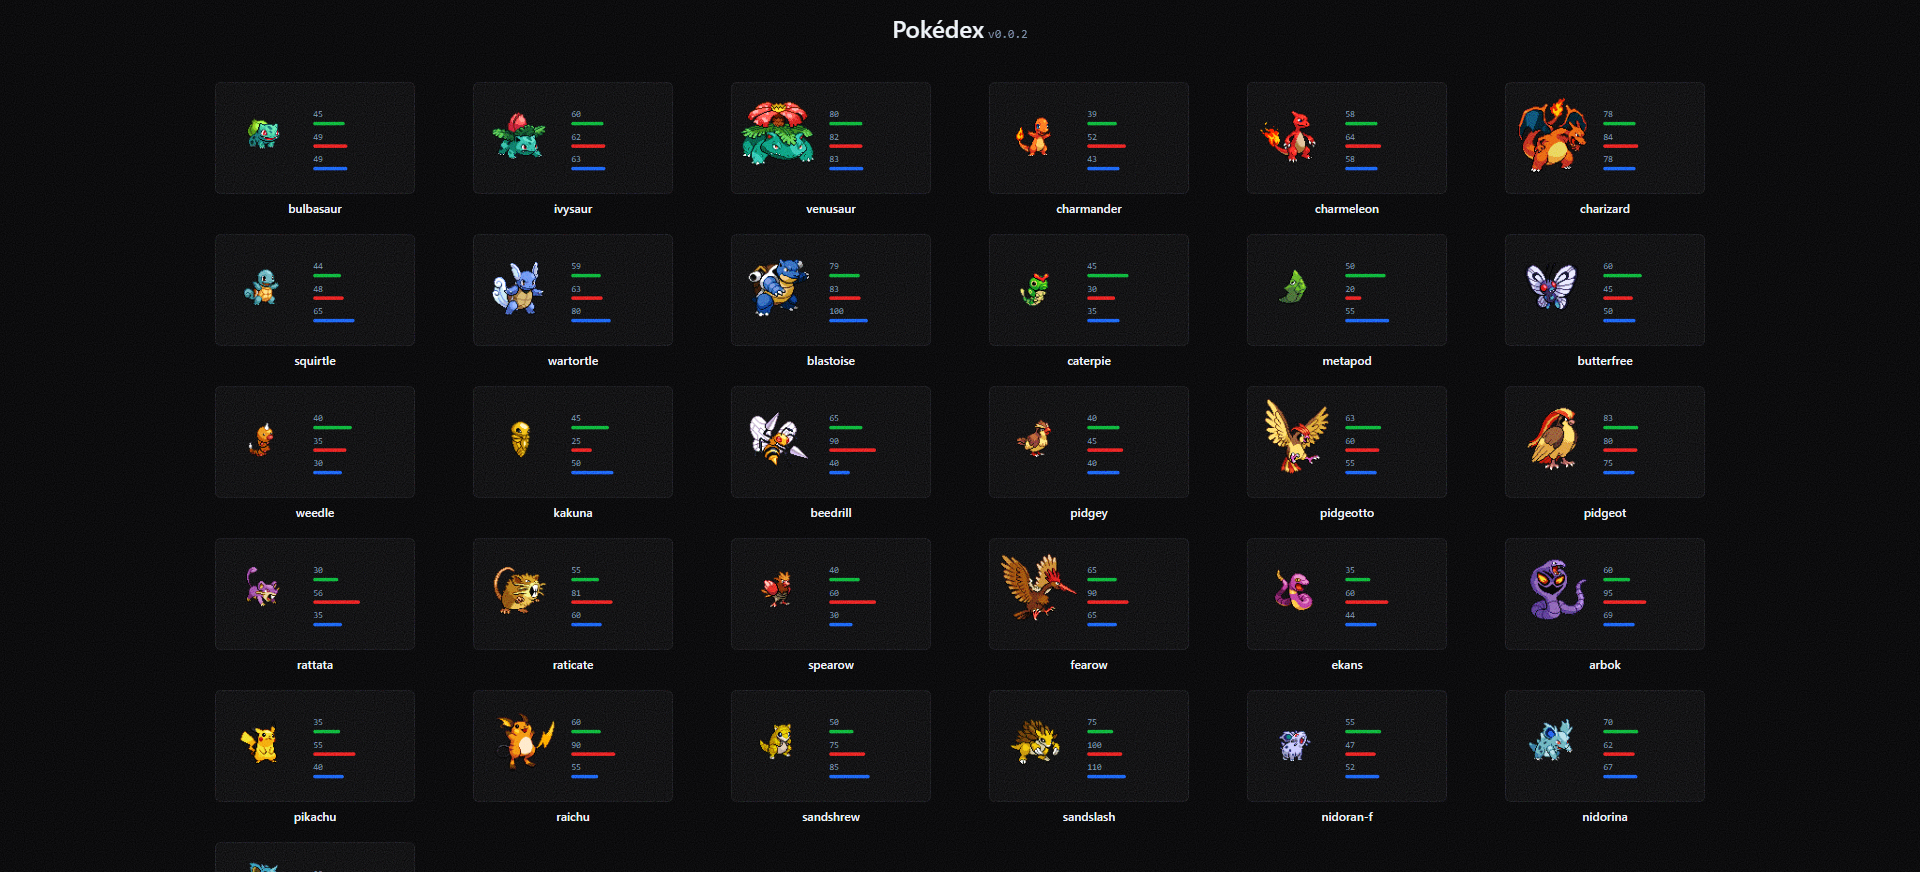 Pokédex v0.0.2
45
49
49
bulbasaur
60
62
63
ivysaur
80
82
83
venusaur
39
52
43
charmander
58
64
58
charmeleon
78
84
78
charizard
44
48
65
squirtle
59
63
80
wartortle
79
83
100
blastoise
45
30
35
caterpie
50
20
55
metapod
60
45
50
butterfree
40
35
30
weedle
45
25
50
kakuna
65
90
40
beedrill
40
45
40
pidgey
63
60
55
pidgeotto
83
80
75
pidgeot
30
56
35
rattata
55
81
60
raticate
40
60
30
spearow
65
90
65
fearow
35
60
44
ekans
60
95
69
arbok
35
55
40
pikachu
60
90
55
raichu
50
75
85
sandshrew
75
100
110
sandslash
55
47
52
nidoran-f
70
62
67
nidorina